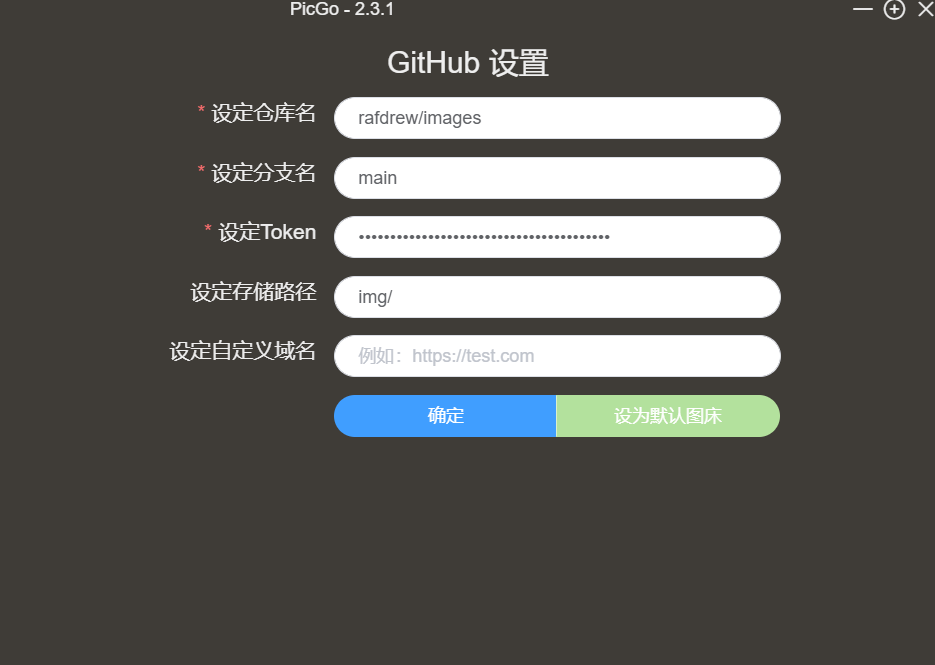 PicGo - 2.3.1
GitHub 设置
* 设定仓库名 rafdrew/images
* 设定分支名 main
* 设定Token ••••••••••••••••••••••••••••••••••••••••
设定存储路径 img/
设定自定义域名 例如：https://test.com
确定 设为默认图床